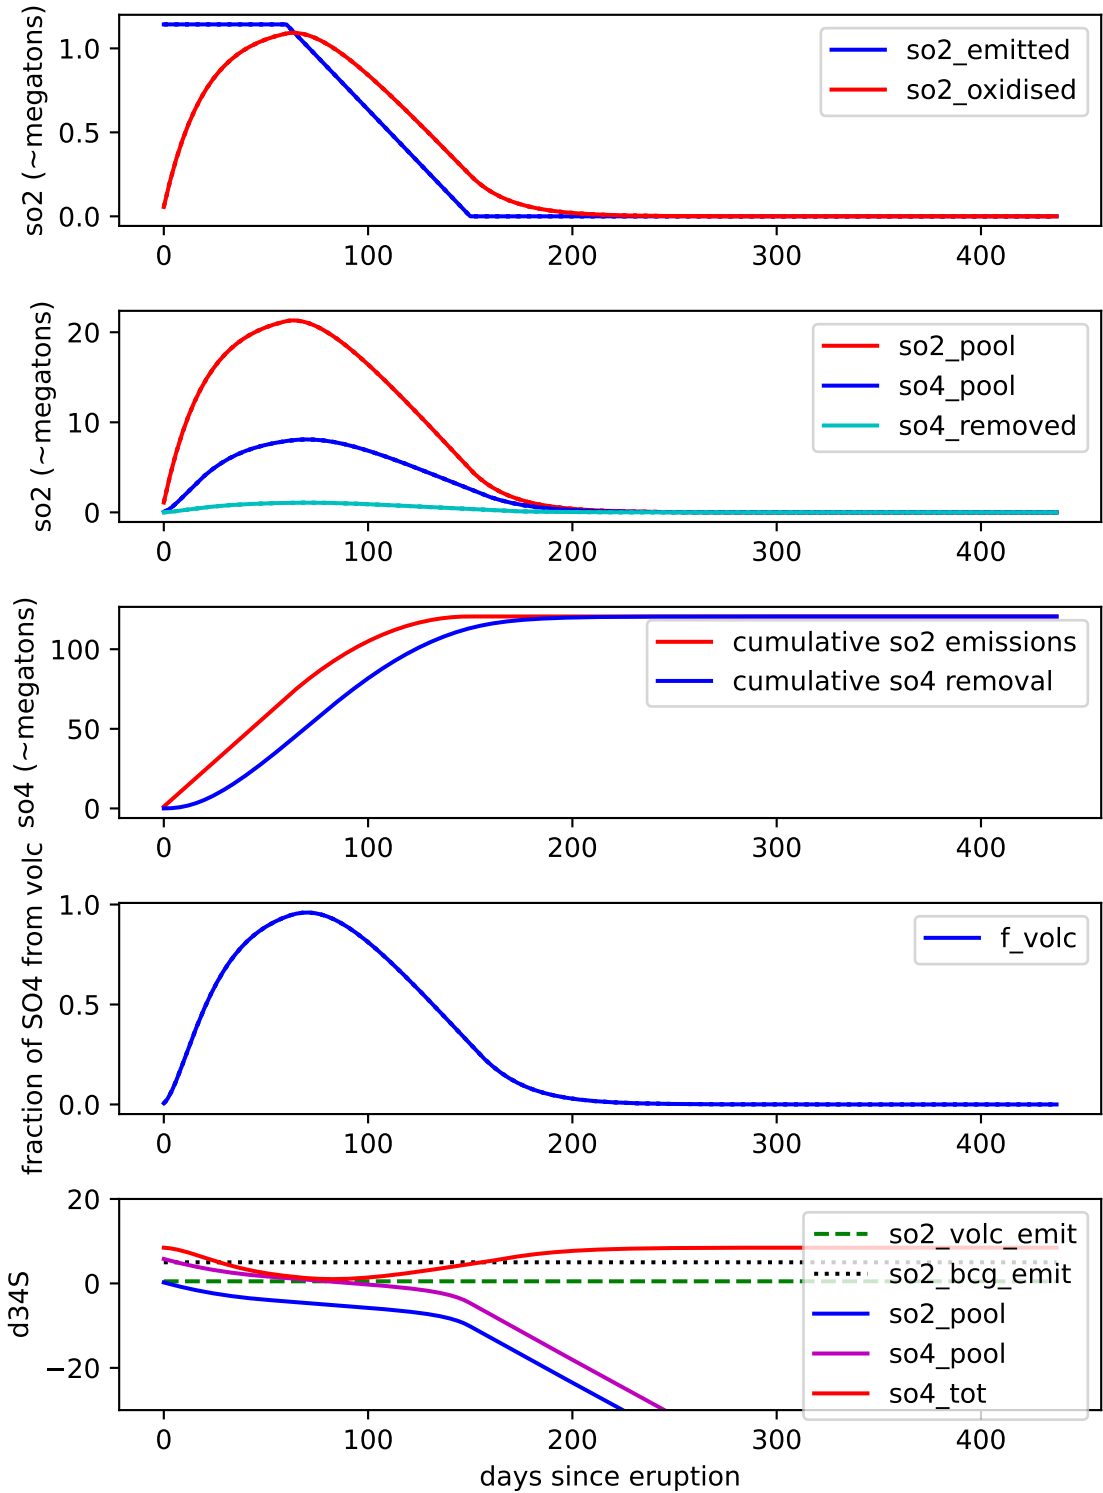 so2 (~megatons)
1.0
0.5
0.0
so2_emitted
so2_oxidised
0 100 200 300 400
so2 (~megatons)
20
10
0
so2_pool
so4_pool
so4_removed
0 100 200 300 400
so4 (~megatons)
100
50
0
cumulative so2 emissions
cumulative so4 removal
0 100 200 300 400
fraction of SO4 from volc
1.0
0.5
0.0
f_volc
0 100 200 300 400
d34S
20
0
−20
so2_volc_emit
so2_bcg_emit
so2_pool
so4_pool
so4_tot
0 100 200 300 400
days since eruption